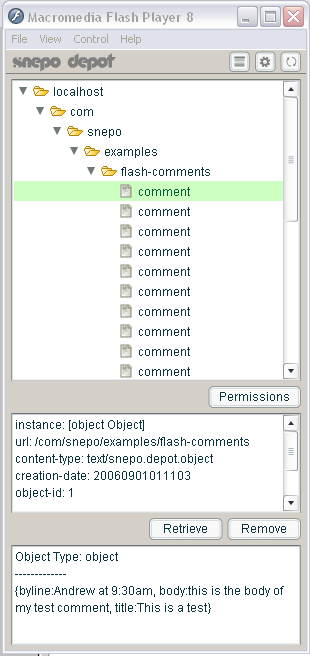 Macromedia Flash Player 8
File View Control Help
snepo depot
localhost
com
snepo
examples
flash-comments
comment
comment
comment
comment
comment
comment
comment
comment
comment
comment
Permissions
instance: [object Object]
url: /com/snepo/examples/flash-comments
content-type: text/snepo.depot.object
creation-date: 20060901011103
object-id: 1
Retrieve Remove
Object Type: object
-------------
{byline:Andrew at 9:30am, body:this is the body of
my test comment, title:This is a test}